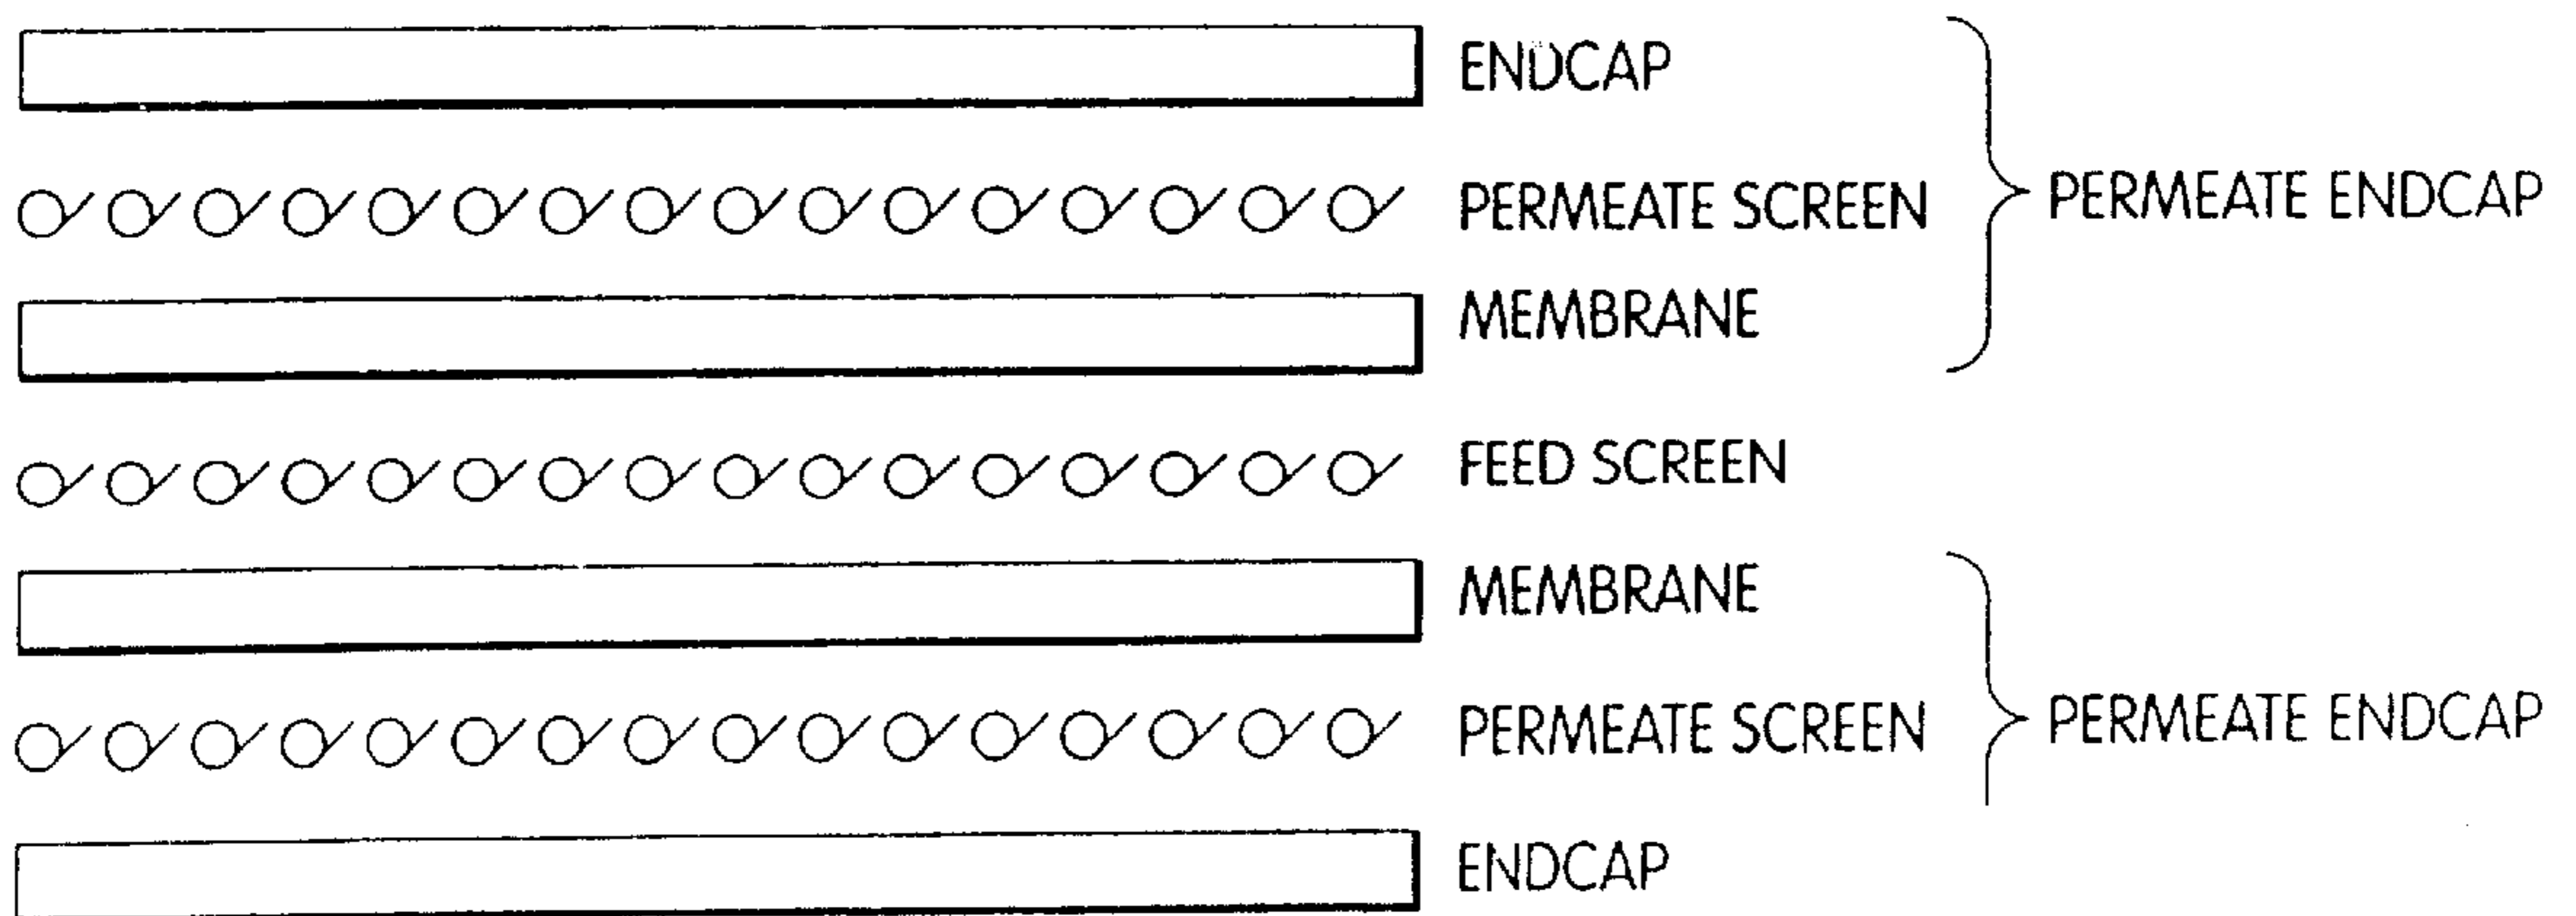 ENDCAP
PERMEATE SCREEN
PERMEATE ENDCAP
MEMBRANE
FEED SCREEN
MEMBRANE
PERMEATE SCREEN
PERMEATE ENDCAP
ENDCAP